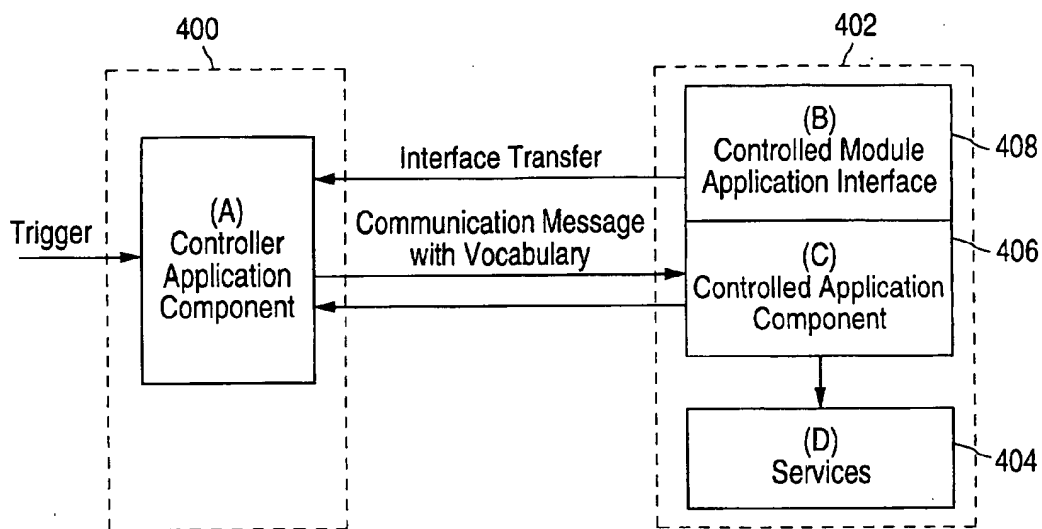 400
402
(A)
Controller
Application
Component
Trigger
Interface Transfer
Communication Message
with Vocabulary
(B)
Controlled Module
Application Interface
408
406
(C)
Controlled Application
Component
(D)
Services
404